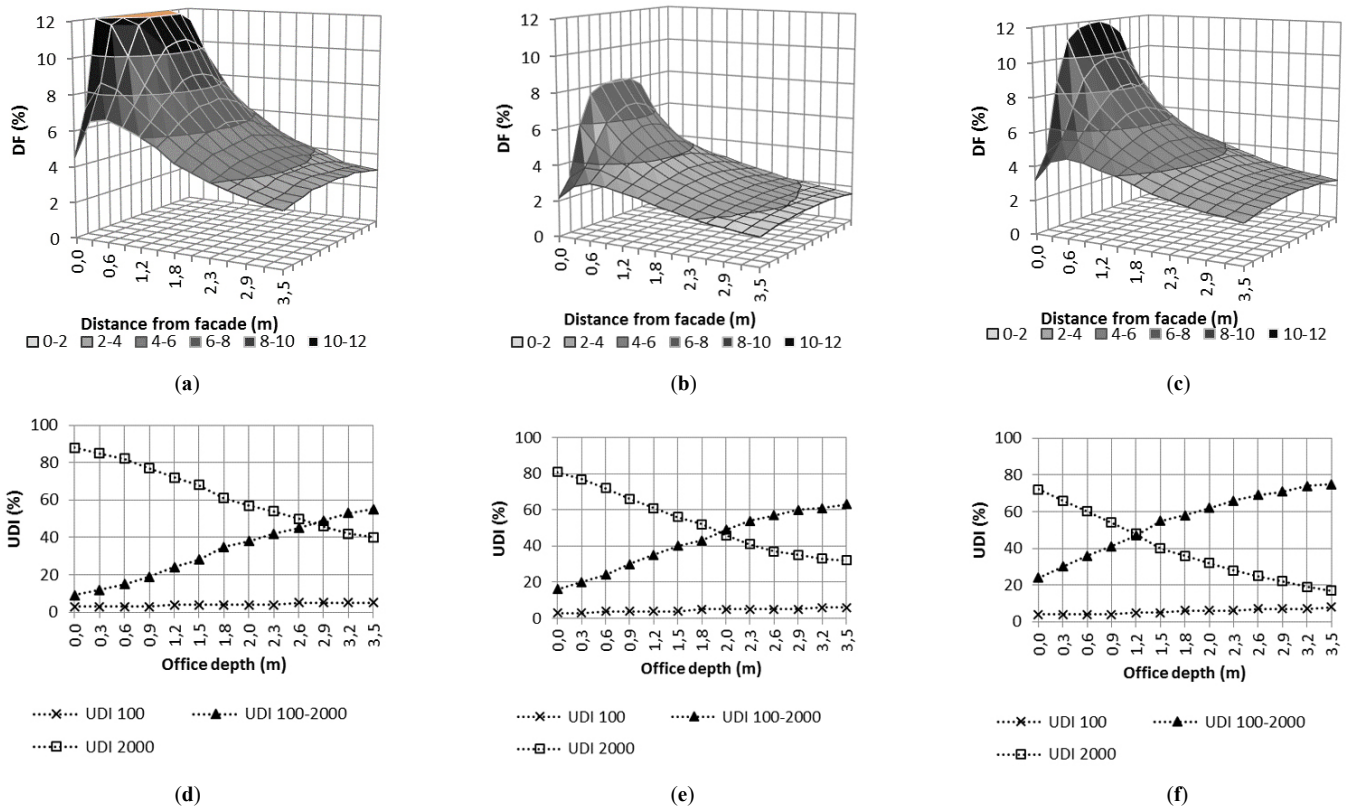 12
10
8
6
4
2
0
DF (%)
0,0
0,6
1,2
1,8
2,3
2,9
3,5
Distance from facade (m)
0-2 2-4 4-6 6-8 8-10 10-12
(a)
12
10
8
6
4
2
0
DF (%)
0,0
0,6
1,2
1,8
2,3
2,9
3,5
Distance from facade (m)
0-2 2-4 4-6 6-8 8-10 10-12
(b)
12
10
8
6
4
2
0
DF (%)
0,0
0,6
1,2
1,8
2,3
2,9
3,5
Distance from facade (m)
0-2 2-4 4-6 6-8 8-10 10-12
(c)
100
80
60
40
20
0
UDI (%)
0,0 0,3 0,6 0,9 1,2 1,5 1,8 2,0 2,3 2,6 2,9 3,2 3,5
Office depth (m)
UDI 100 UDI 100-2000
UDI 2000
(d)
100
80
60
40
20
0
UDI (%)
0,0 0,3 0,6 0,9 1,2 1,5 1,8 2,0 2,3 2,6 2,9 3,2 3,5
Office depth (m)
UDI 100 UDI 100-2000
UDI 2000
(e)
100
80
60
40
20
0
UDI (%)
0,0 0,3 0,6 0,9 1,2 1,5 1,8 2,0 2,3 2,6 2,9 3,2 3,5
Office depth (m)
UDI 100 UDI 100-2000
UDI 2000
(f)